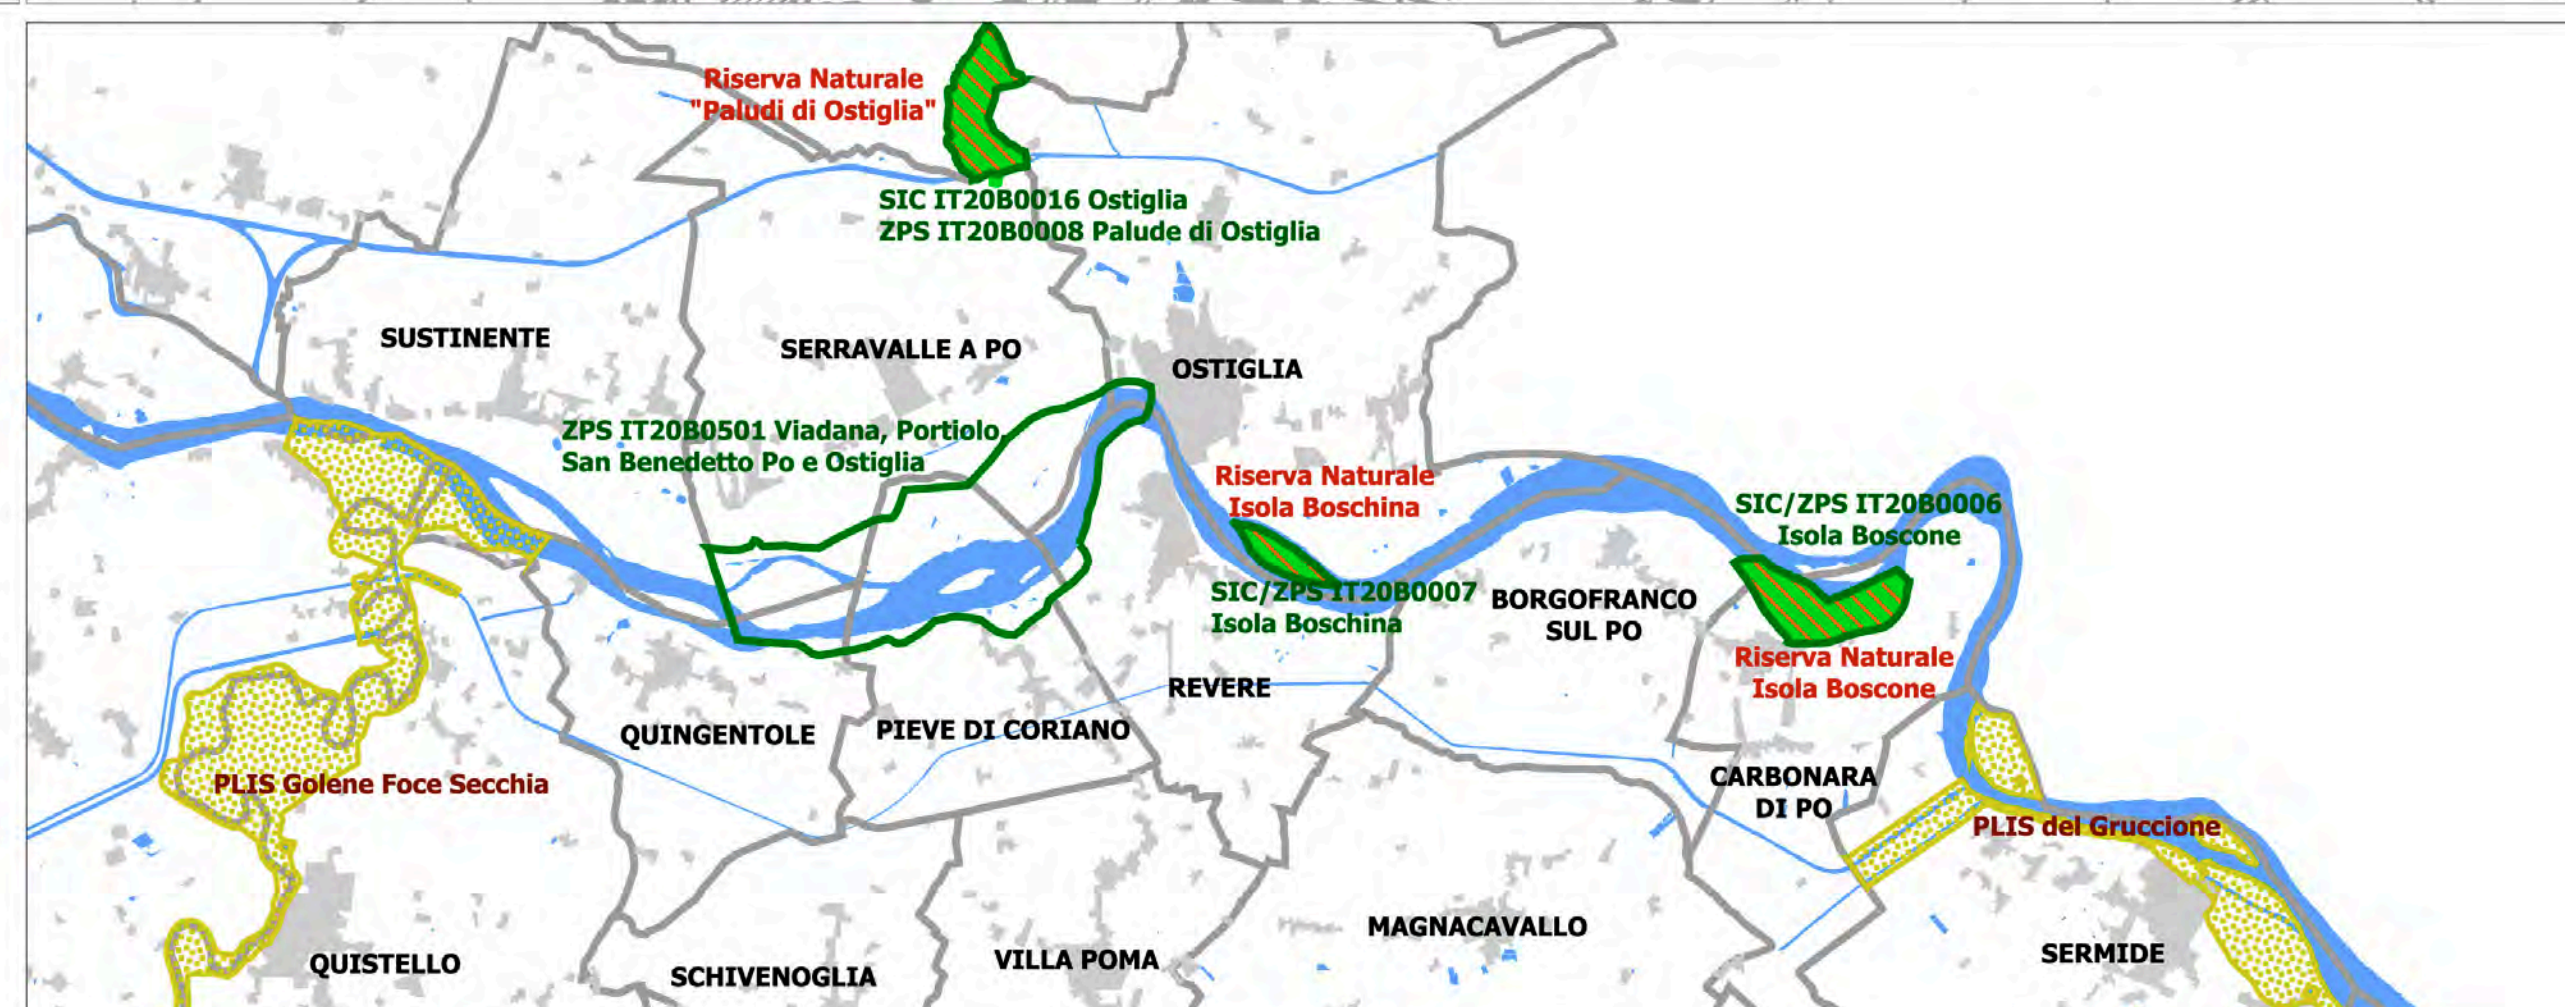 Riserva Naturale
"Paludi di Ostiglia"
SIC IT20B0016 Ostiglia
ZPS IT20B0008 Palude di Ostiglia
SUSTINENTE
SERRAVALLE A PO
OSTIGLIA
ZPS IT20B0501 Viadana, Portiolo,
San Benedetto Po e Ostiglia
Riserva Naturale
Isola Boschina
SIC/ZPS IT20B0006
Isola Boscone
SIC/ZPS IT20B0007
Isola Boschina
BORGOFRANCO
SUL PO
Riserva Naturale
Isola Boscone
REVERE
QUINGENTOLE
PIEVE DI CORIANO
PLIS Golene Foce Secchia
CARBONARA
DI PO
PLIS del Gruccione
MAGNACAVALLO
SERMIDE
VILLA POMA
QUISTELLO
SCHIVENOGLIA